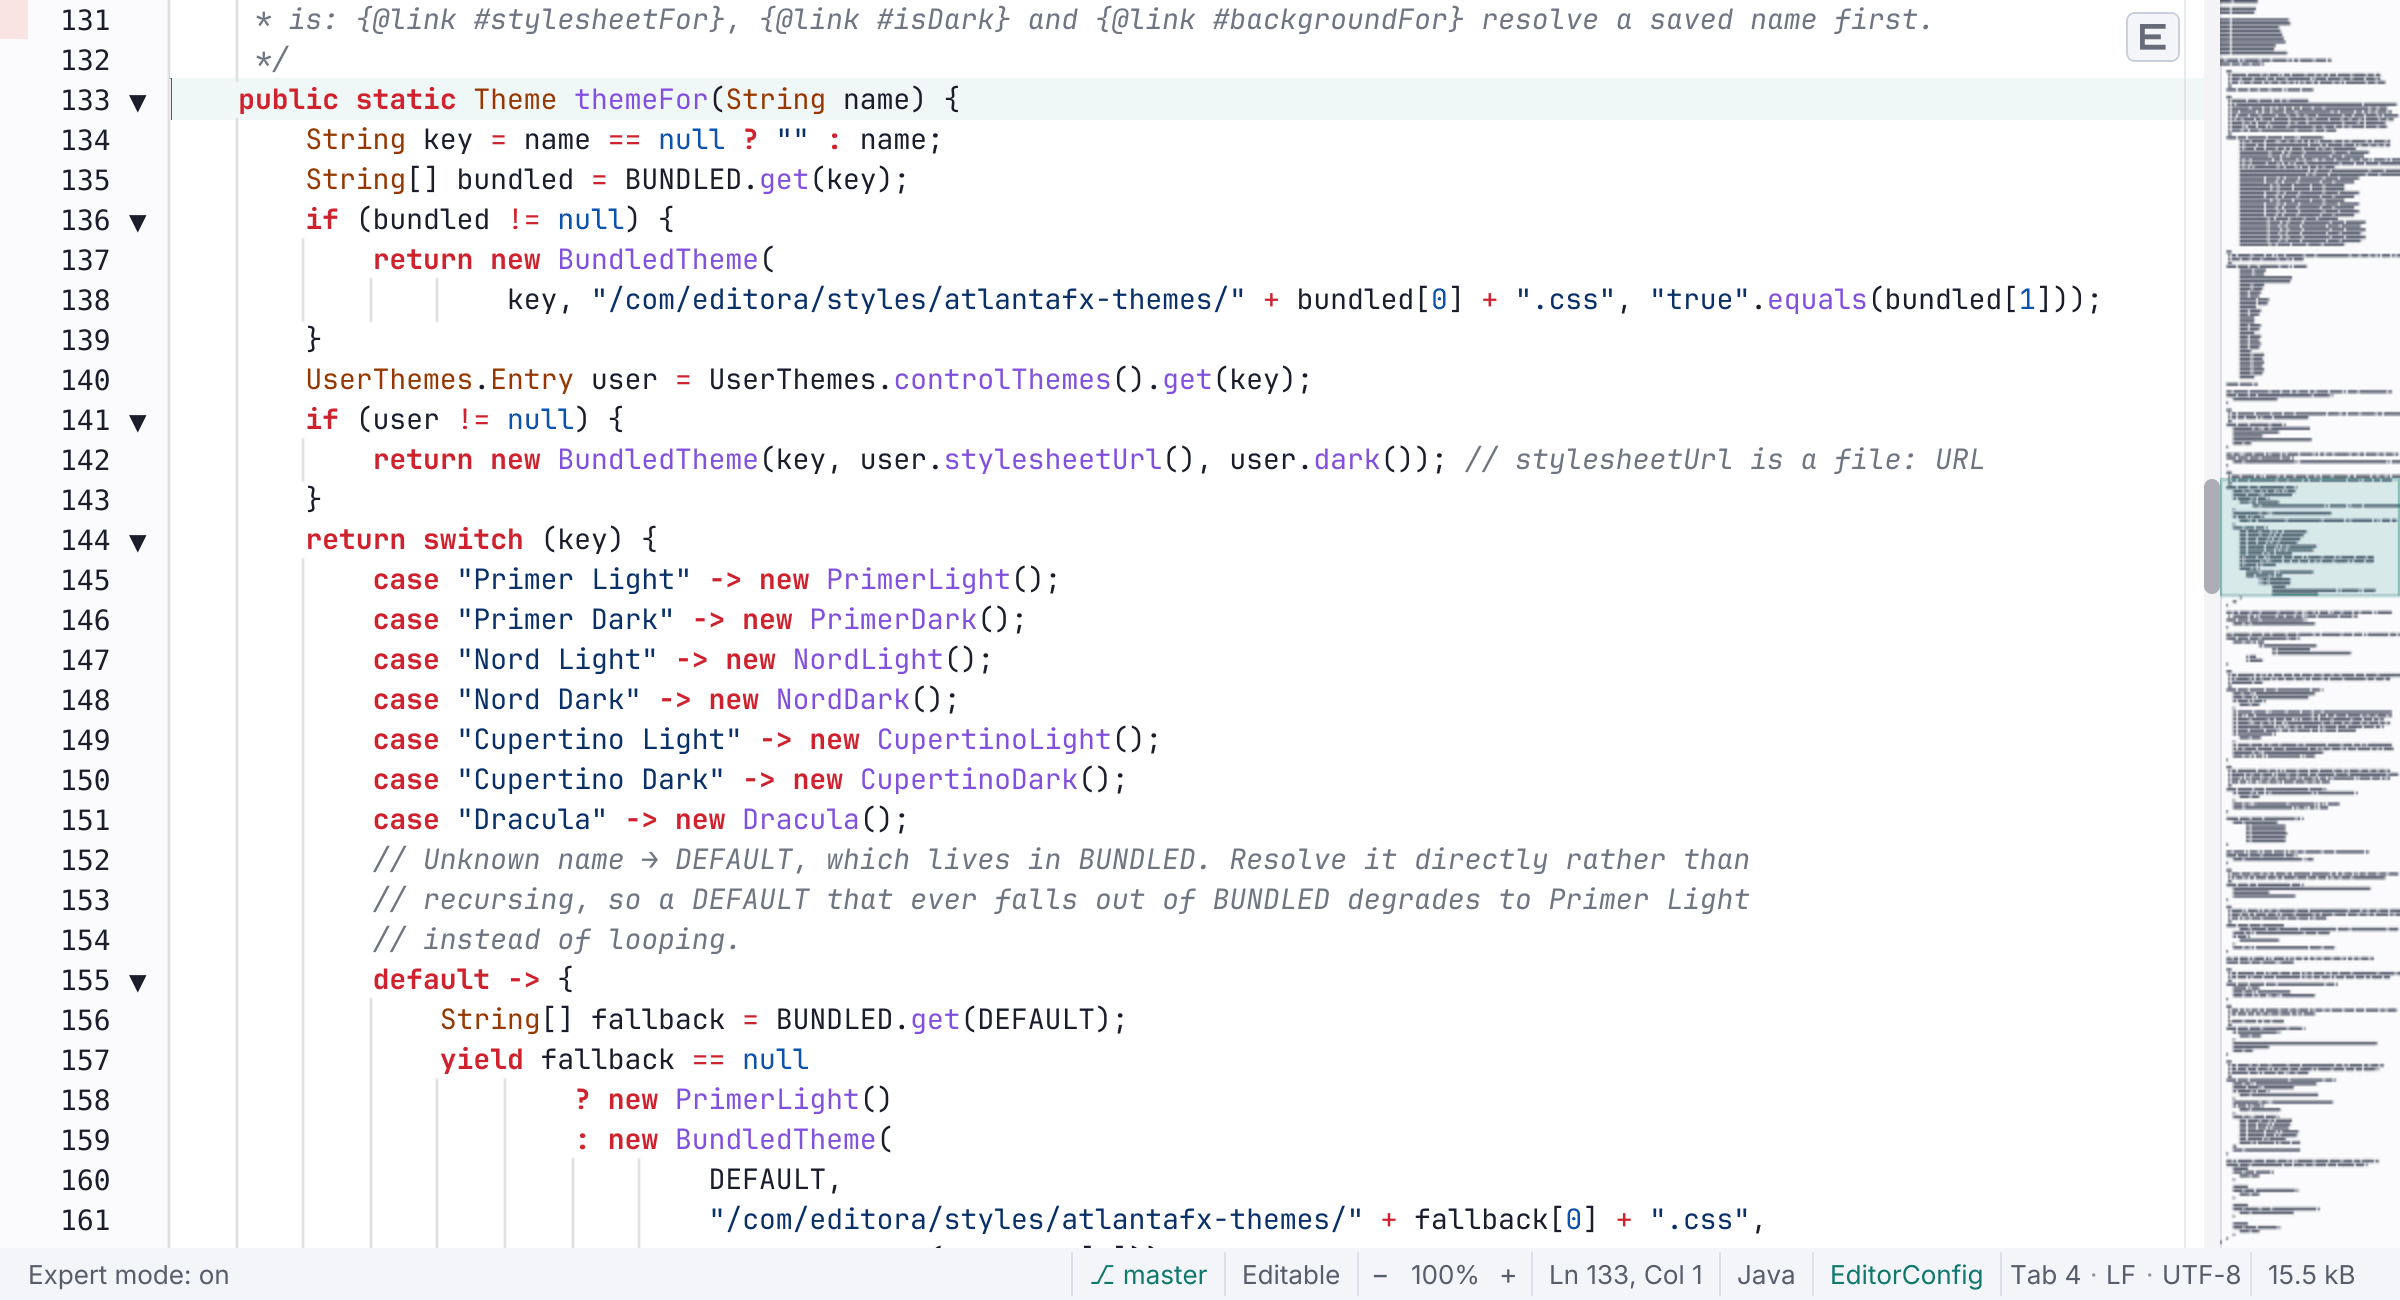 131 * is: {@link #stylesheetFor}, {@link #isDark} and {@link #backgroundFor} resolve a saved name first.
132 */
133 ▼ public static Theme themeFor(String name) {
134 String key = name == null ? "" : name;
135 String[] bundled = BUNDLED.get(key);
136 ▼ if (bundled != null) {
137 return new BundledTheme(
138 key, "/com/editora/styles/atlantafx-themes/" + bundled[0] + ".css", "true".equals(bundled[1]));
139 }
140 UserThemes.Entry user = UserThemes.controlThemes().get(key);
141 ▼ if (user != null) {
142 return new BundledTheme(key, user.stylesheetUrl(), user.dark()); // stylesheetUrl is a file: URL
143 }
144 ▼ return switch (key) {
145 case "Primer Light" -> new PrimerLight();
146 case "Primer Dark" -> new PrimerDark();
147 case "Nord Light" -> new NordLight();
148 case "Nord Dark" -> new NordDark();
149 case "Cupertino Light" -> new CupertinoLight();
150 case "Cupertino Dark" -> new CupertinoDark();
151 case "Dracula" -> new Dracula();
152 // Unknown name → DEFAULT, which lives in BUNDLED. Resolve it directly rather than
153 // recursing, so a DEFAULT that ever falls out of BUNDLED degrades to Primer Light
154 // instead of looping.
155 ▼ default -> {
156 String[] fallback = BUNDLED.get(DEFAULT);
157 yield fallback == null
158 ? new PrimerLight()
159 : new BundledTheme(
160 DEFAULT,
161 "/com/editora/styles/atlantafx-themes/" + fallback[0] + ".css",
E
Expert mode: on master Editable − 100% + Ln 133, Col 1 Java EditorConfig Tab 4 · LF · UTF-8 15.5 kB